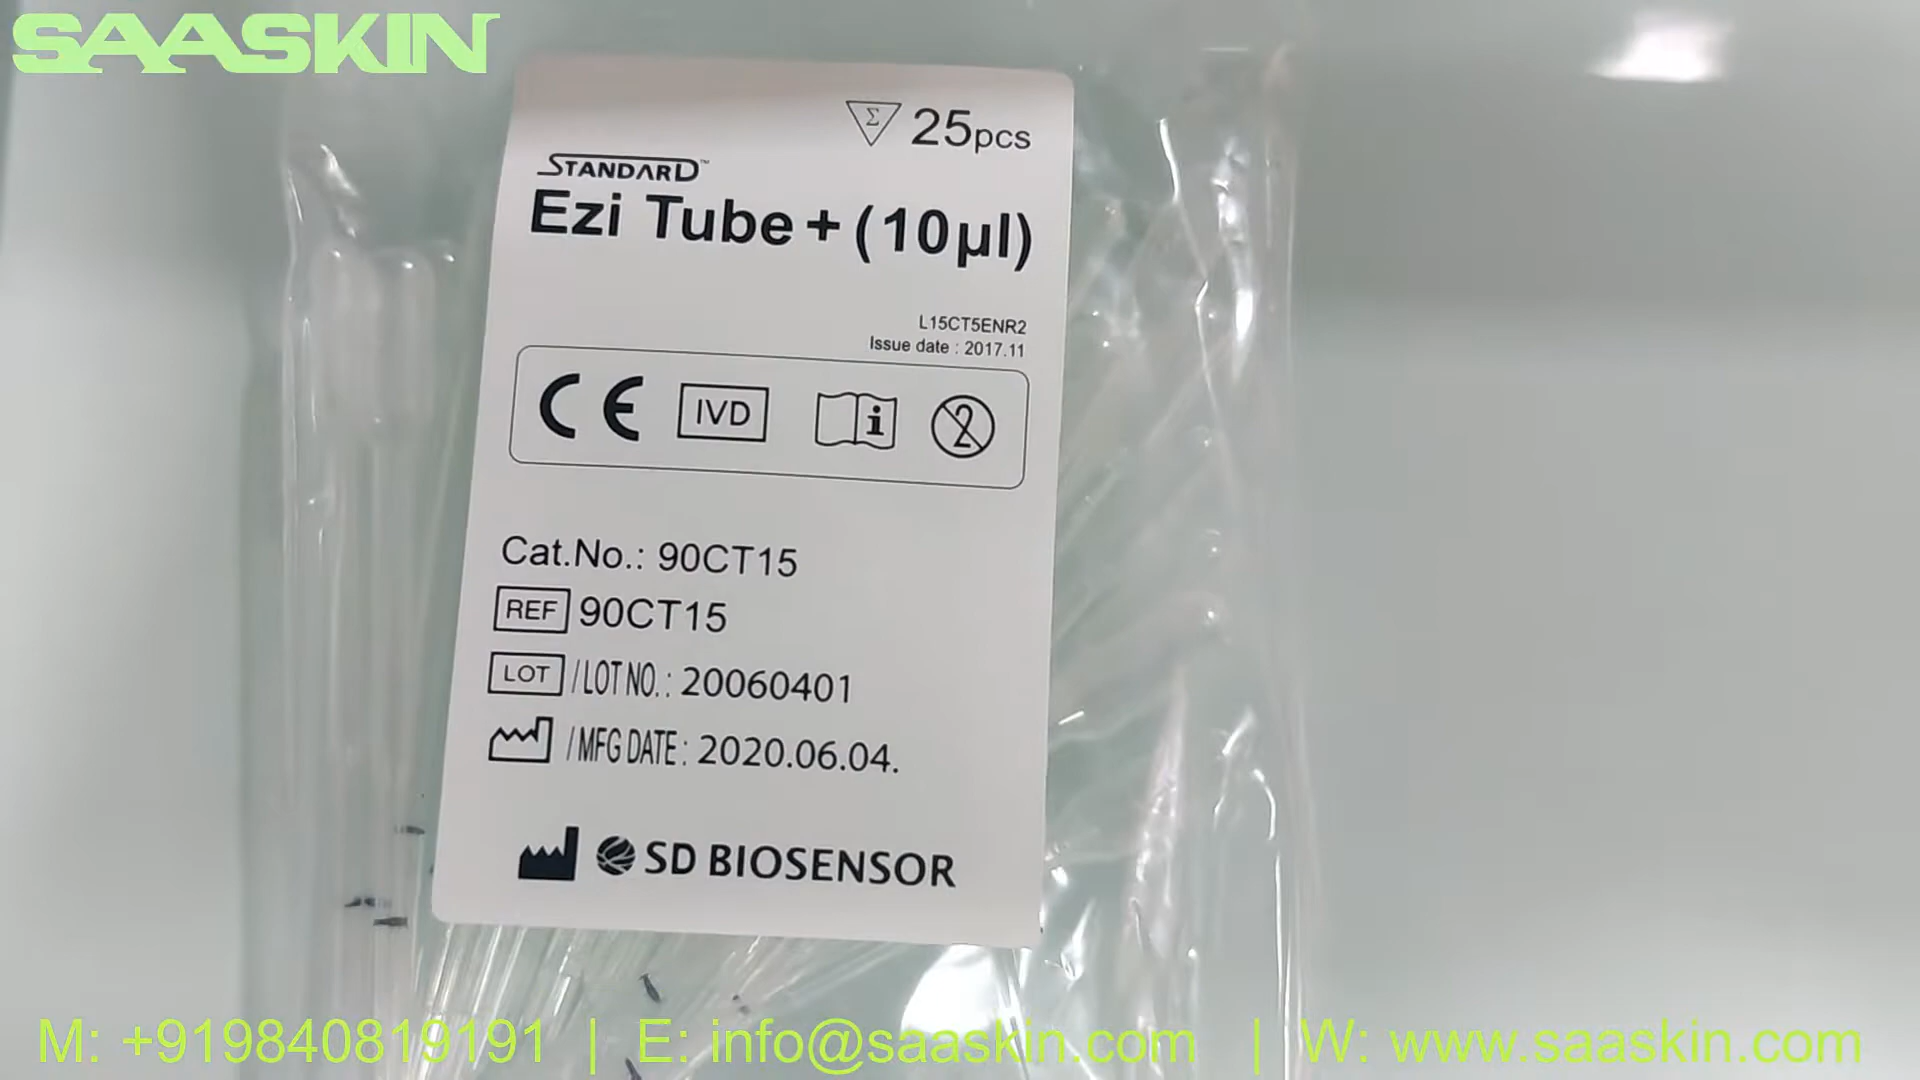 SAASKIN
Σ 25pcs
STANDARD™
Ezi Tube + (10µl)
L15CT5ENR2
Issue date : 2017.11
CE IVD i 2
Cat.No.: 90CT15
REF 90CT15
LOT /LOT NO. : 20060401
/MFG DATE : 2020.06.04.
SD BIOSENSOR
M: +919840819191 | E: info@saaskin.com | W: www.saaskin.com